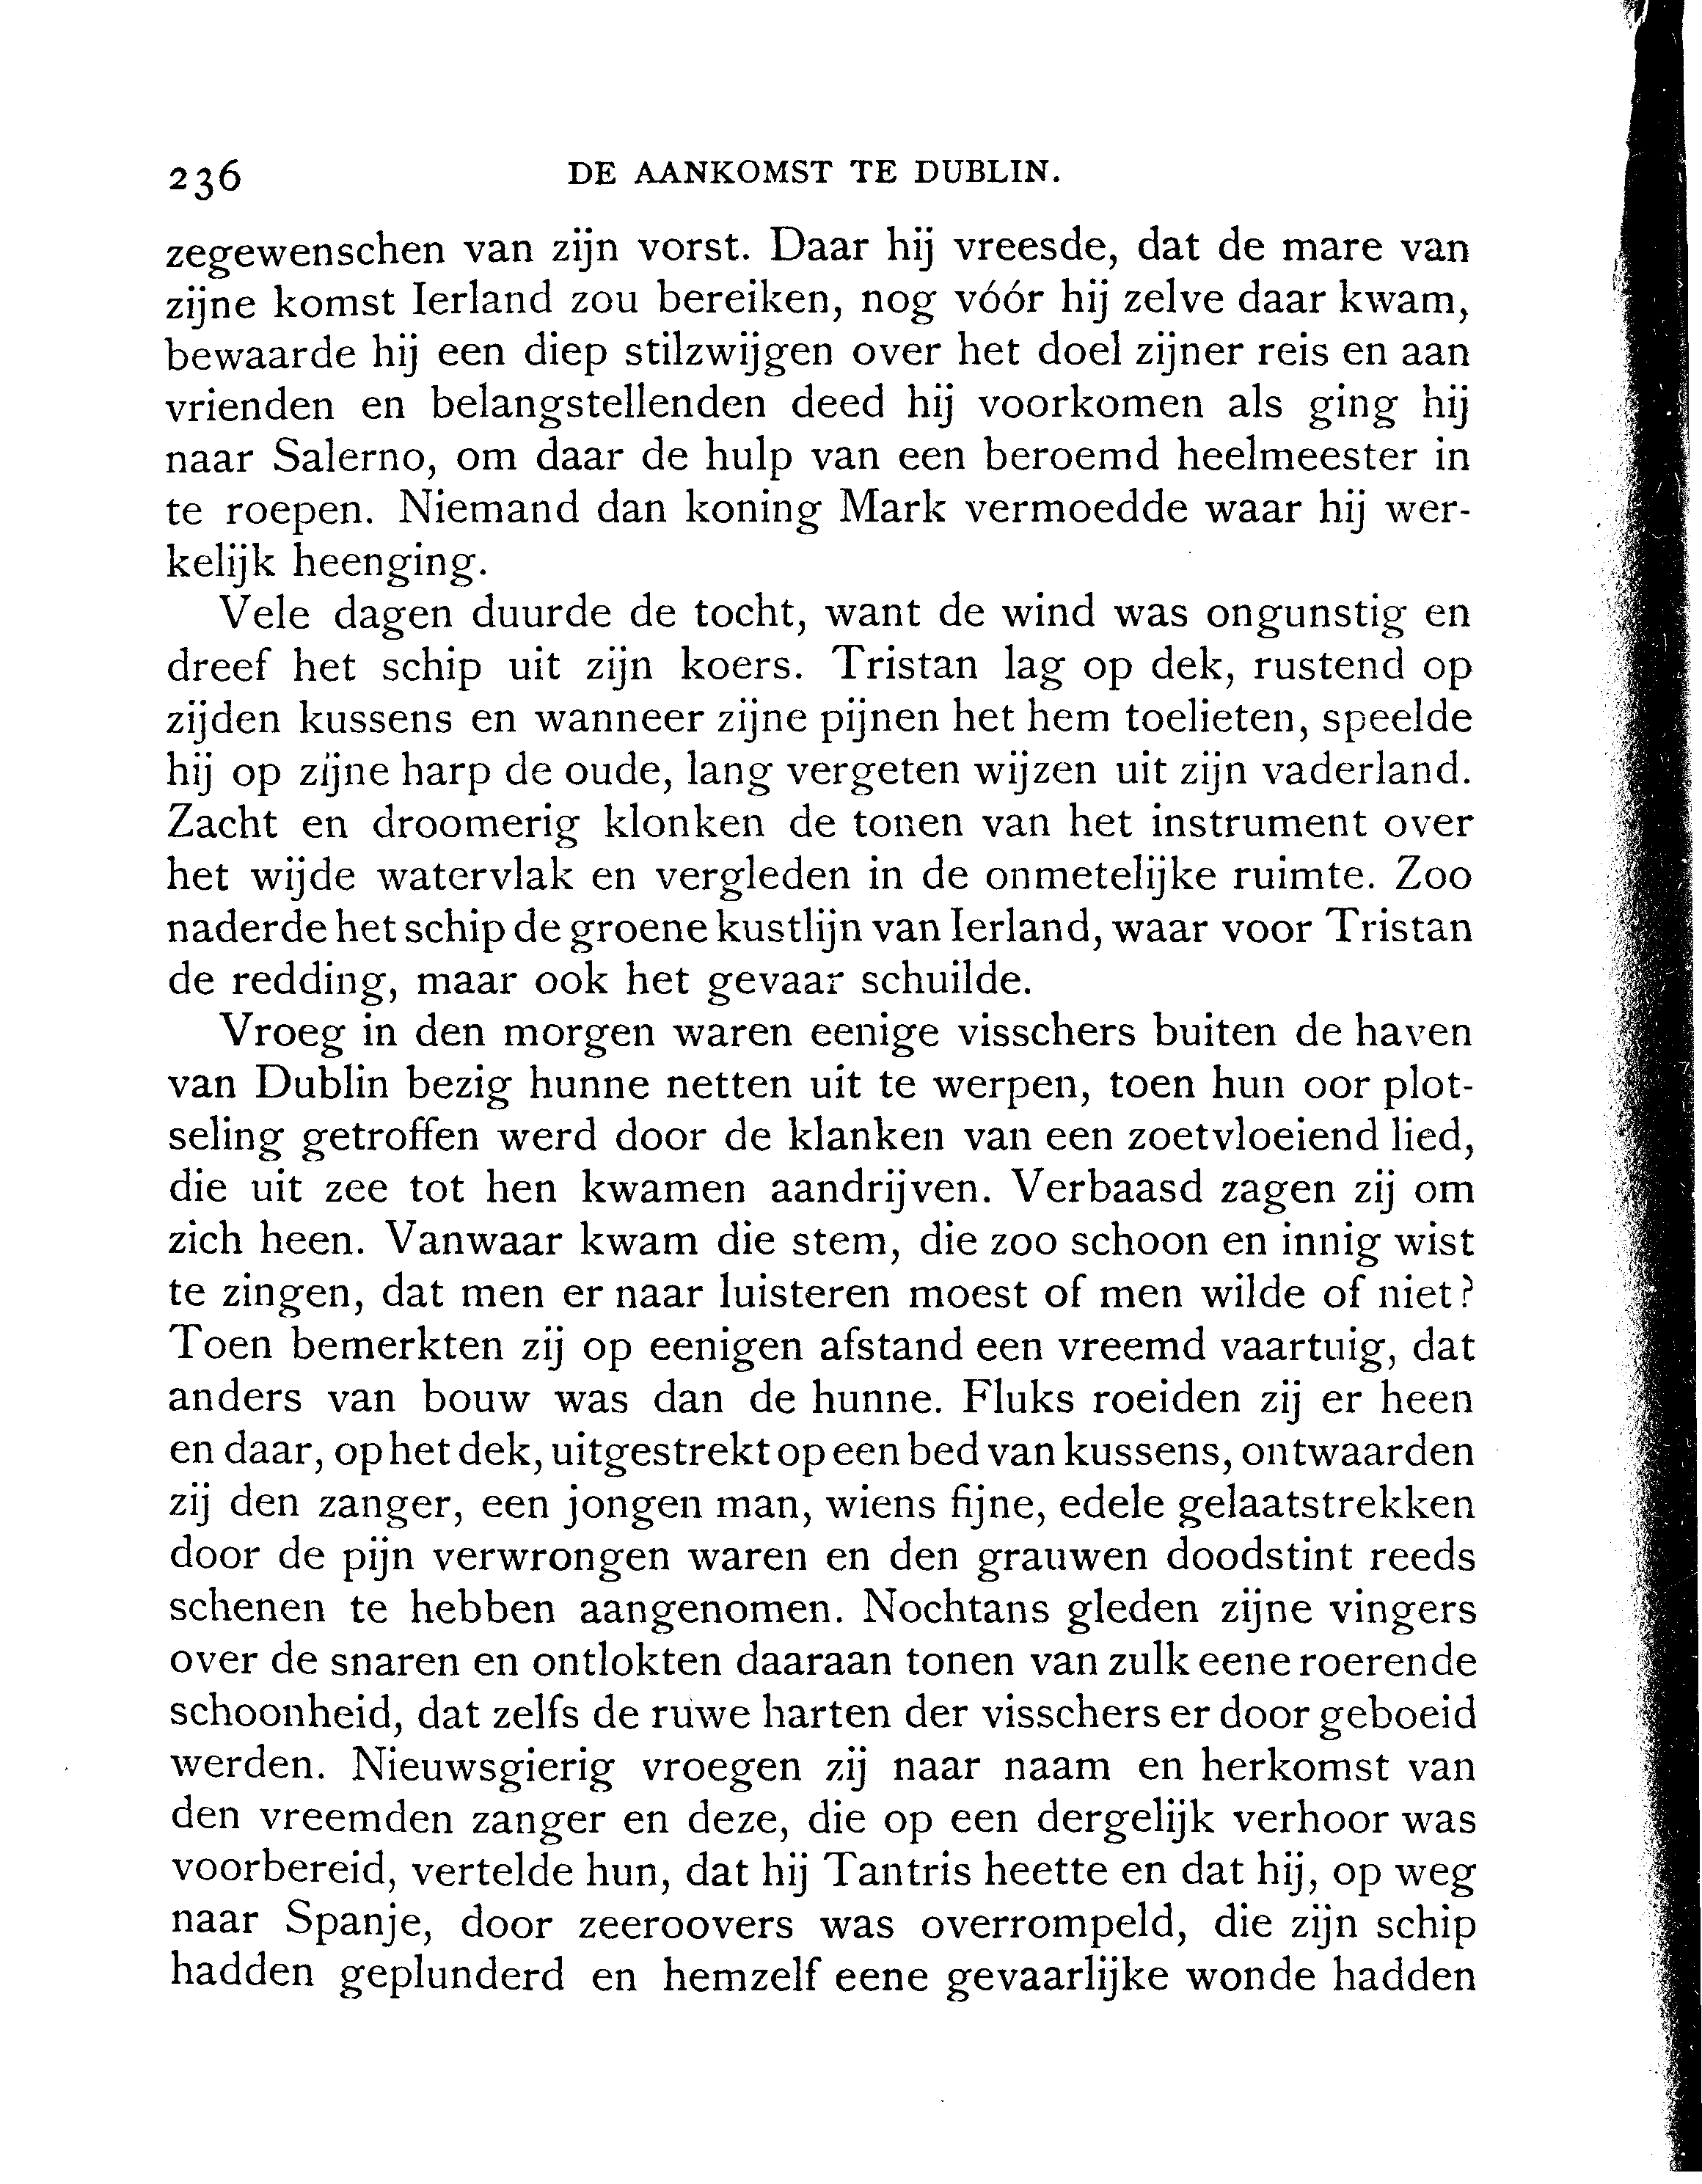 236 DE AANKOMST TE DUBLIN.
zegewenschen van zijn vorst. Daar hij vreesde, dat de mare van
zijne komst Ierland zou bereiken, nog vóór hij zelve daar kwam,
bewaarde hij een diep stilzwijgen over het doel zijner reis en aan
vrienden en belangstellenden deed hij voorkomen als ging hij
naar Salerno, om daar de hulp van een beroemd heelmeester in
te roepen. Niemand dan koning Mark vermoedde waar hij wer-
kelijk heenging.
Vele dagen duurde de tocht, want de wind was ongunstig en
dreef het schip uit zijn koers. Tristan lag op dek, rustend op
zijden kussens en wanneer zijne pijnen het hem toelieten, speelde
hij op zijne harp de oude, lang vergeten wijzen uit zijn vaderland.
Zacht en droomerig klonken de tonen van het instrument over
het wijde watervlak en vergleden in de onmetelijke ruimte. Zoo
naderde het schip de groene kustlijn van Ierland, waar voor Tristan
de redding, maar ook het gevaar schuilde.
Vroeg in den morgen waren eenige visschers buiten de haven
van Dublin bezig hunne netten uit te werpen, toen hun oor plot-
seling getroffen werd door de klanken van een zoetvloeiend lied,
die uit zee tot hen kwamen aandrijven. Verbaasd zagen zij om
zich heen. Vanwaar kwam die stem, die zoo schoon en innig wist
te zingen, dat men er naar luisteren moest of men wilde of niet?
Toen bemerkten zij op eenigen afstand een vreemd vaartuig, dat
anders van bouw was dan de hunne. Fluks roeiden zij er heen
en daar, op het dek, uitgestrekt op een bed van kussens, ontwaarden
zij den zanger, een jongen man, wiens fijne, edele gelaatstrekken
door de pijn verwrongen waren en den grauwen doodstint reeds
schenen te hebben aangenomen. Nochtans gleden zijne vingers
over de snaren en ontlokten daaraan tonen van zulk eene roerende
schoonheid, dat zelfs de ruwe harten der visschers er door geboeid
werden. Nieuwsgierig vroegen zij naar naam en herkomst van
den vreemden zanger en deze, die op een dergelijk verhoor was
voorbereid, vertelde hun, dat hij Tantris heette en dat hij, op weg
naar Spanje, door zeeroovers was overrompeld, die zijn schip
hadden geplunderd en hemzelf eene gevaarlijke wonde hadden